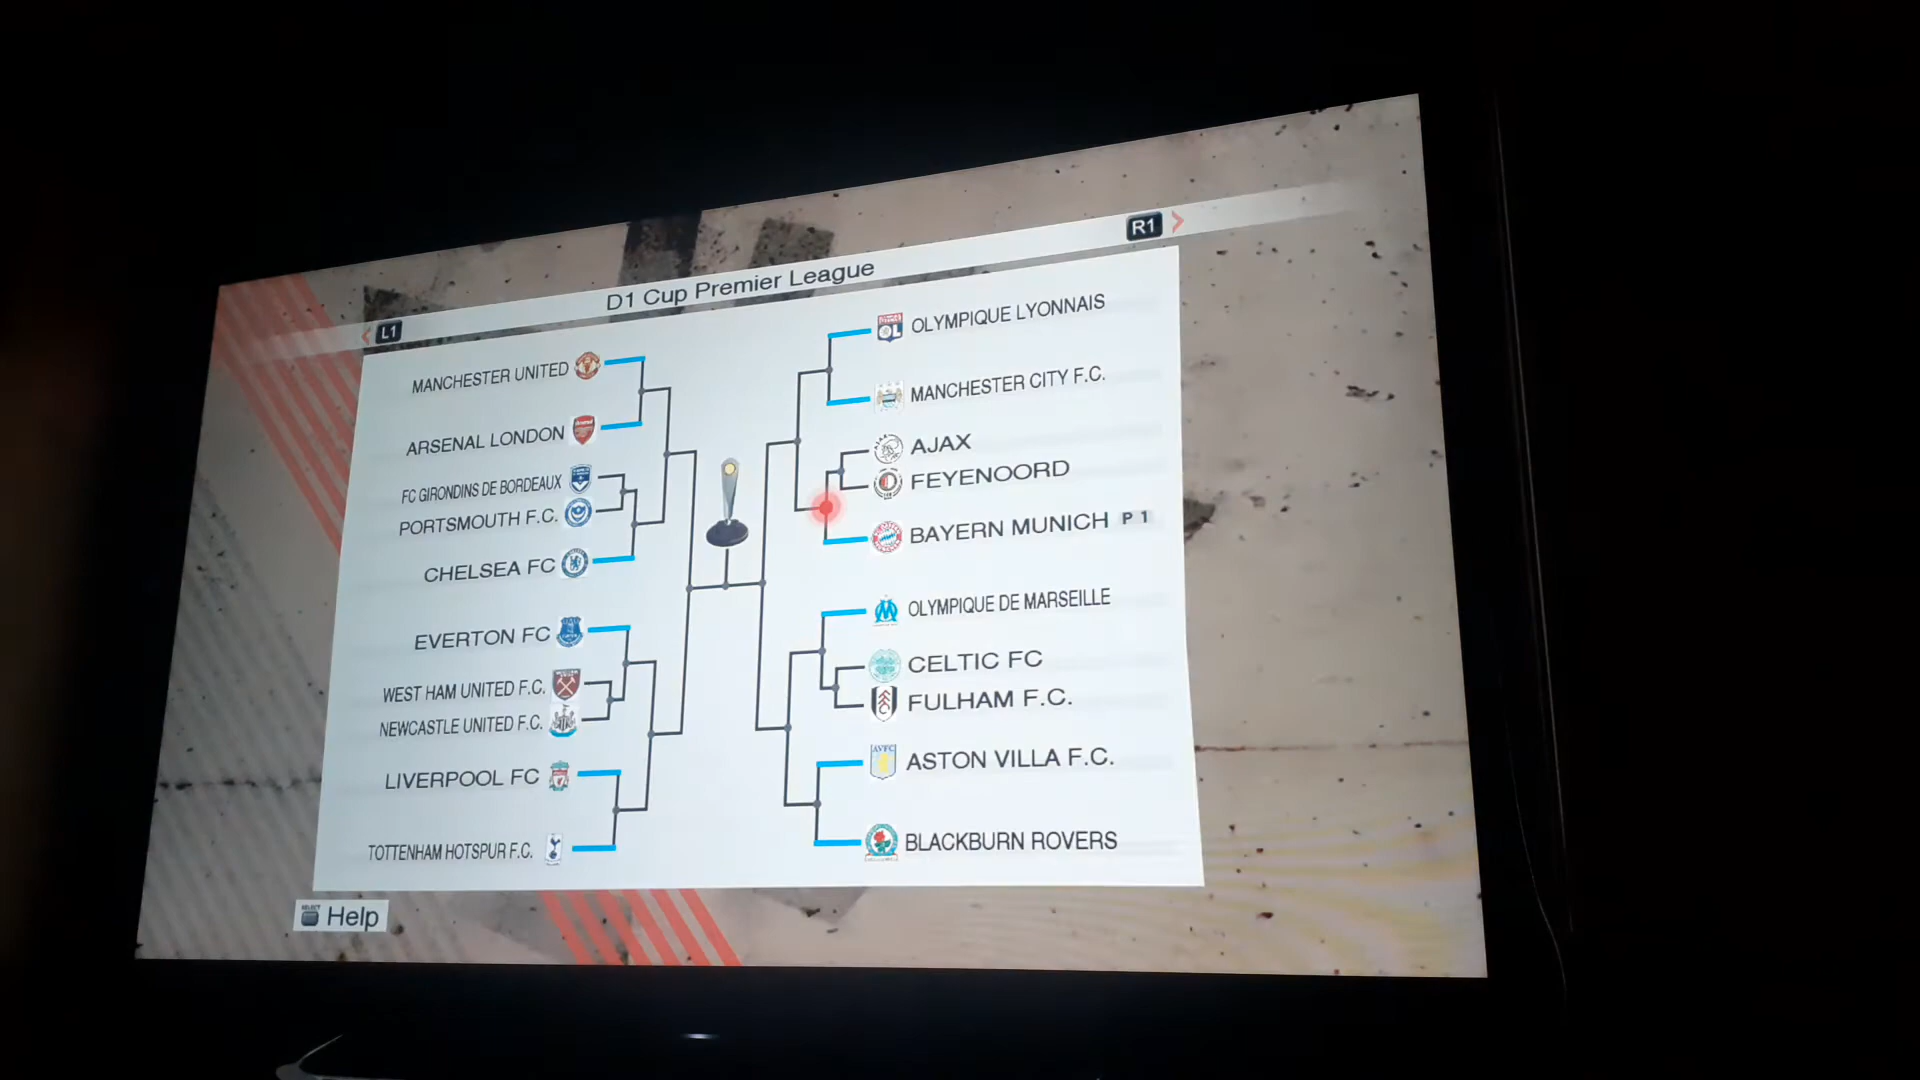 R1
D1 Cup Premier League
L1
MANCHESTER UNITED
ARSENAL LONDON
FC GIRONDINS DE BORDEAUX
PORTSMOUTH F.C.
CHELSEA FC
EVERTON FC
WEST HAM UNITED F.C.
NEWCASTLE UNITED F.C.
LIVERPOOL FC
TOTTENHAM HOTSPUR F.C.
OLYMPIQUE LYONNAIS
MANCHESTER CITY F.C.
AJAX
FEYENOORD
BAYERN MUNICH P 1
OLYMPIQUE DE MARSEILLE
CELTIC FC
FULHAM F.C.
ASTON VILLA F.C.
BLACKBURN ROVERS
SELECT
Help